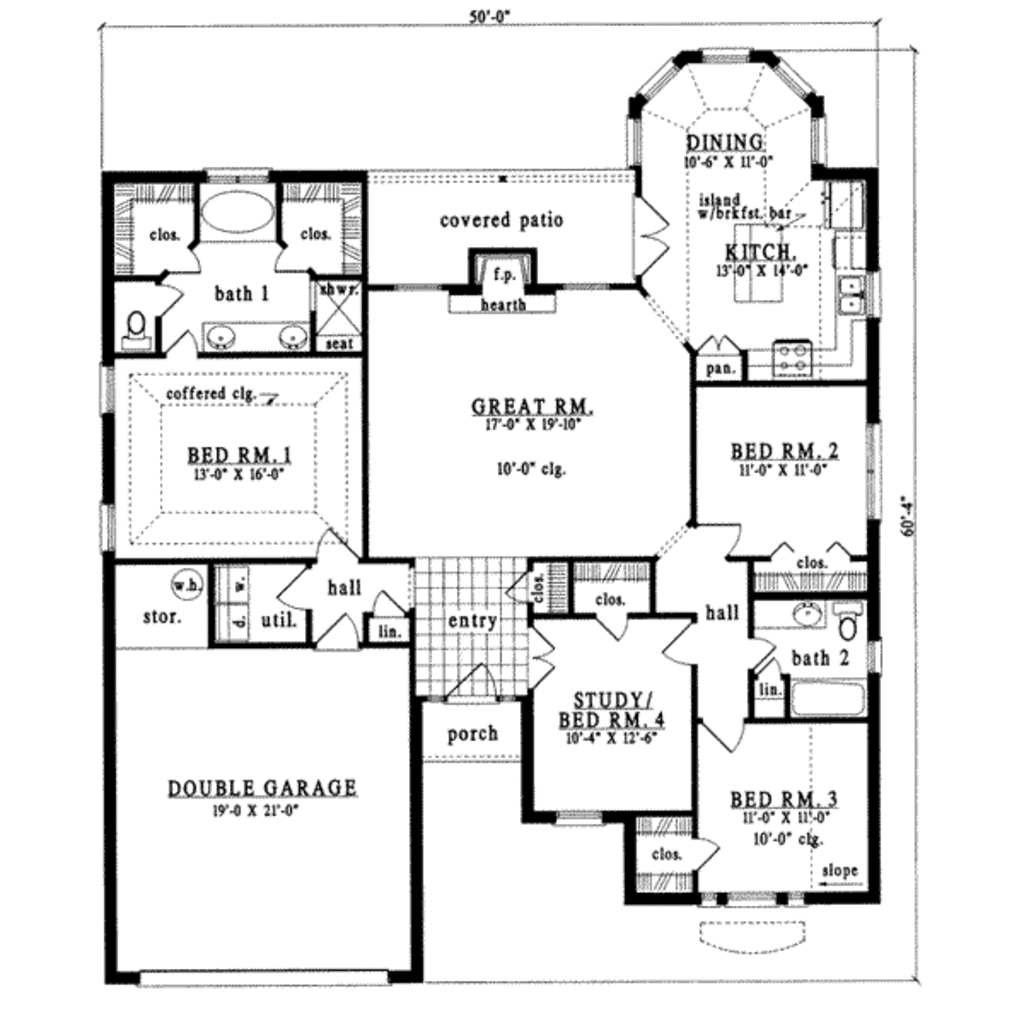 50'-0"
DINING
10'-6" X 11'-0"
island
w/brkfst. bar
KITCH.
13'-0" X 14'-0"
covered patio
clos.
clos.
bath 1
shwr.
seat
f.p.
hearth
pan.
coffered clg.
BED RM. 1
13'-0" X 16'-0"
GREAT RM.
17'-0" X 19'-10"
10'-0" clg.
BED RM. 2
11'-0" X 11'-0"
60'-4"
clos.
w.h.
stor.
w.
d.
util.
hall
lin.
entry
clos.
clos.
hall
bath 2
lin.
STUDY/
BED RM. 4
10'-4" X 12'-6"
porch
DOUBLE GARAGE
19'-0 X 21'-0"
BED RM. 3
11'-0" X 11'-0"
10'-0" clg.
clos.
slope